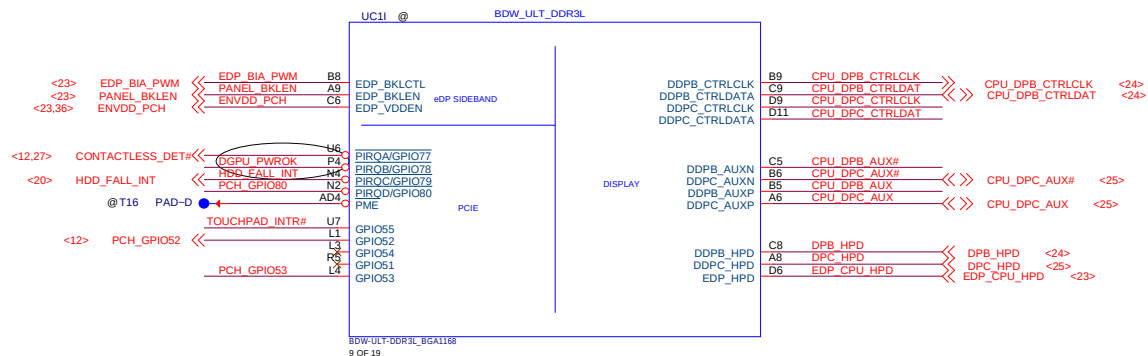 UC1I @ BDW_ULT_DDR3L
<23> EDP_BIA_PWM EDP_BIA_PWM B8 EDP_BKLCTL
<23> PANEL_BKLEN PANEL_BKLEN A9 EDP_BKLEN
<23,36> ENVDD_PCH ENVDD_PCH C6 EDP_VDDEN
eDP SIDEBAND
DDPB_CTRLCLK B9 CPU_DPB_CTRLCLK CPU_DPB_CTRLCLK <24>
DDPB_CTRLDATA C9 CPU_DPB_CTRLDAT CPU_DPB_CTRLDAT <24>
DDPC_CTRLCLK D9 CPU_DPC_CTRLCLK
DDPC_CTRLDATA D11 CPU_DPC_CTRLDAT
<12,27> CONTACTLESS_DET# U6 PIRQA/GPIO77
DGPU_PWROK P4 PIRQB/GPIO78
<20> HDD_FALL_INT HDD_FALL_INT N4 PIRQC/GPIO79
PCH_GPIO80 N2 PIRQD/GPIO80
@ T16 PAD~D AD4 PME
DISPLAY
PCIE
DDPB_AUXN C5 CPU_DPB_AUX#
DDPC_AUXN B6 CPU_DPC_AUX# CPU_DPC_AUX# <25>
DDPB_AUXP B5 CPU_DPB_AUX
DDPC_AUXP A6 CPU_DPC_AUX CPU_DPC_AUX <25>
TOUCHPAD_INTR# U7 GPIO55
<12> PCH_GPIO52 L1 GPIO52
L3 GPIO54
R5 GPIO51
PCH_GPIO53 L4 GPIO53
DDPB_HPD C8 DPB_HPD DPB_HPD <24>
DDPC_HPD A8 DPC_HPD DPC_HPD <25>
EDP_HPD D6 EDP_CPU_HPD EDP_CPU_HPD <23>
BDW-ULT-DDR3L_BGA1168
9 OF 19